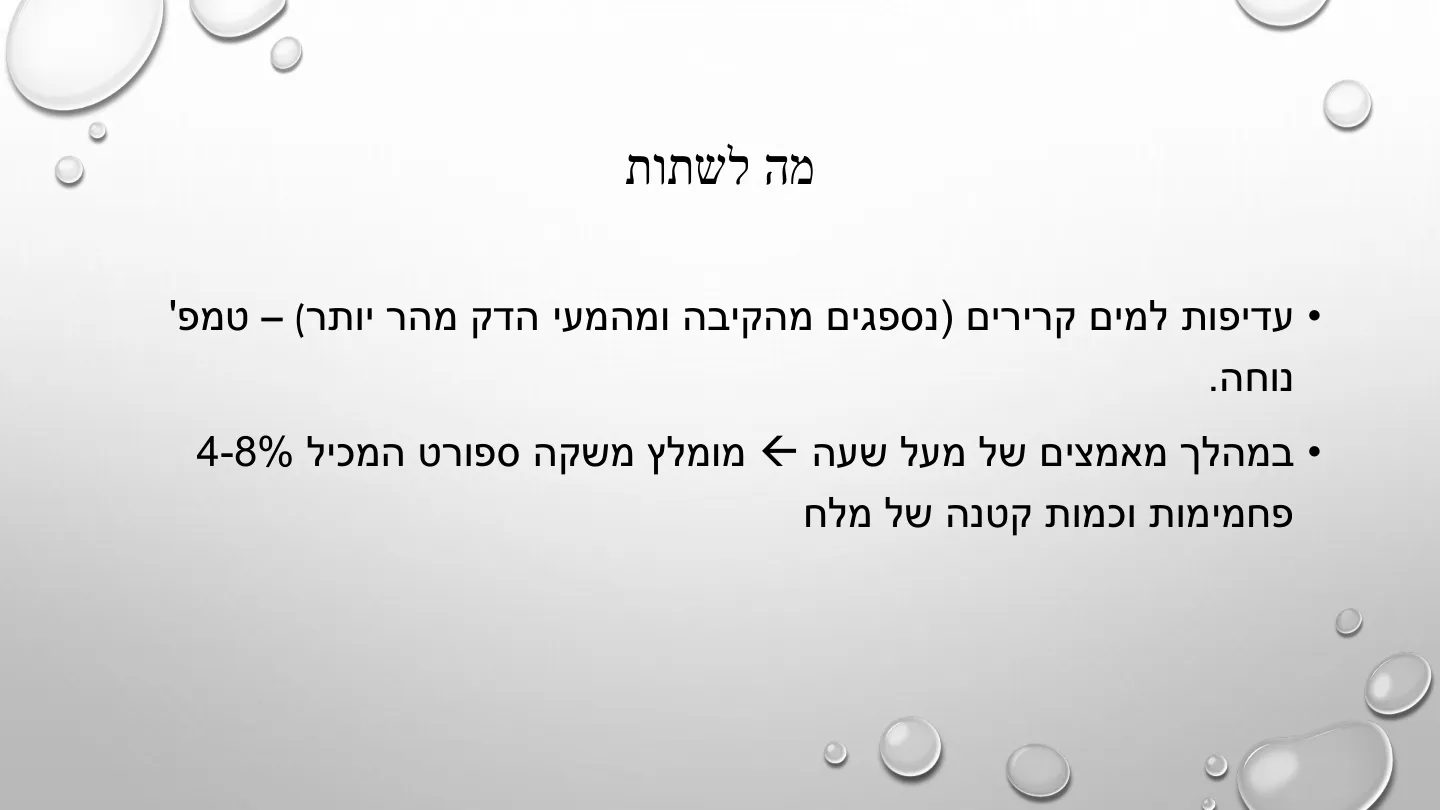 מה לשתות
• עדיפות למים קרירים (נספגים מהקיבה ומהמעי הדק מהר יותר) – טמפ'
נוחה.
• במהלך מאמצים של מעל שעה ← מומלץ משקה ספורט המכיל 4-8%
פחמימות וכמות קטנה של מלח